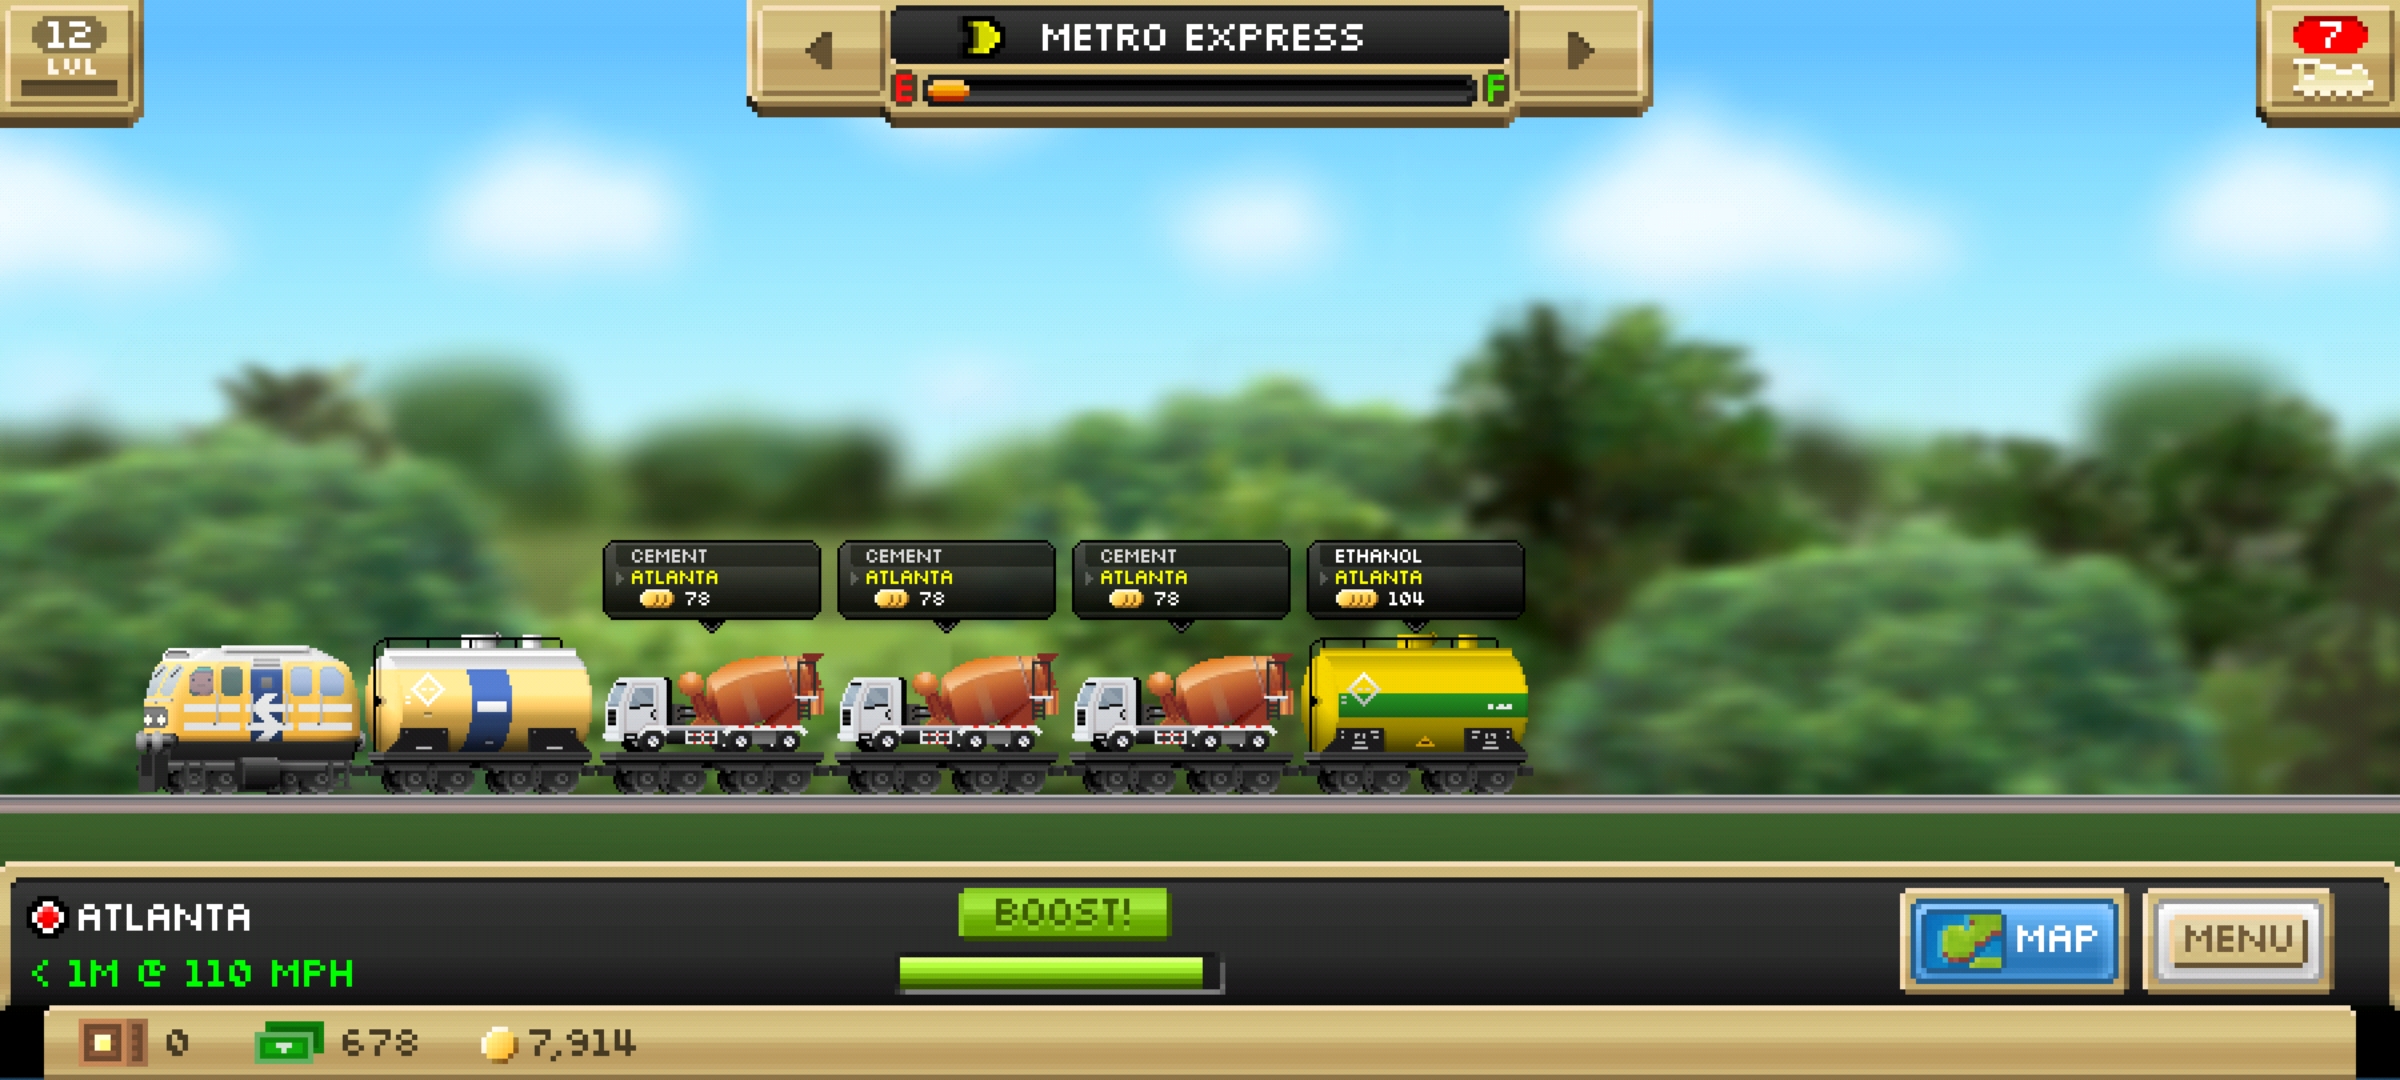 12
LVL
METRO EXPRESS
E F
7
CEMENT
ATLANTA
78
CEMENT
ATLANTA
78
CEMENT
ATLANTA
78
ETHANOL
ATLANTA
104
ATLANTA
< 1M @ 110 MPH
BOOST!
MAP
MENU
0
678
7,914